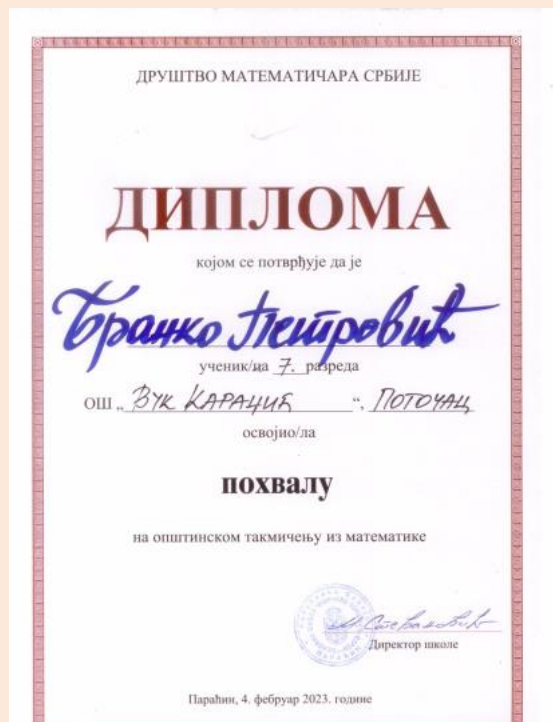 ДРУШТВО МАТЕМАТИЧАРА СРБИЈЕ
ДИПЛОМА
којом се потврђује да је
Бранко Петровић
ученик/ца 7. разреда
ОШ „ ВУК КАРАЏИЋ “, ПОТОЧАЦ
освојио/ла
похвалу
на општинском такмичењу из математике
Директор школе
Параћин, 4. фебруар 2023. године